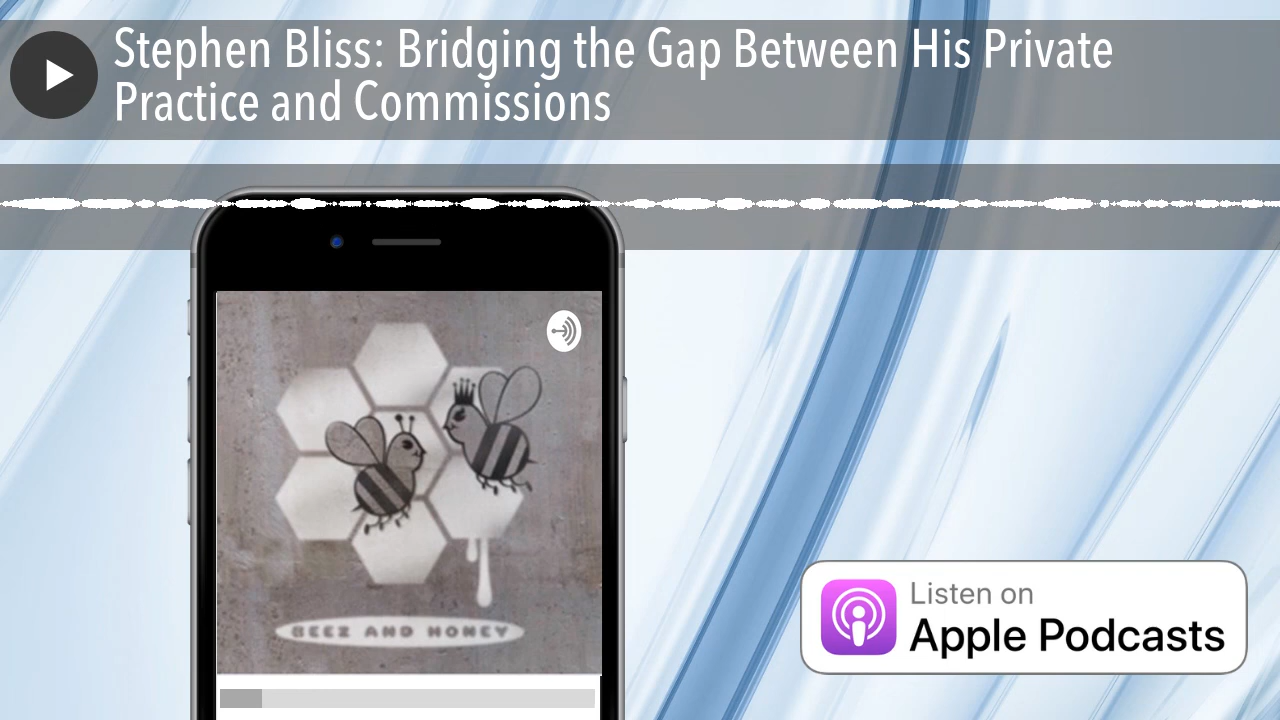 Stephen Bliss: Bridging the Gap Between His Private
Practice and Commissions
BEEZ AND HONEY
Listen on
Apple Podcasts